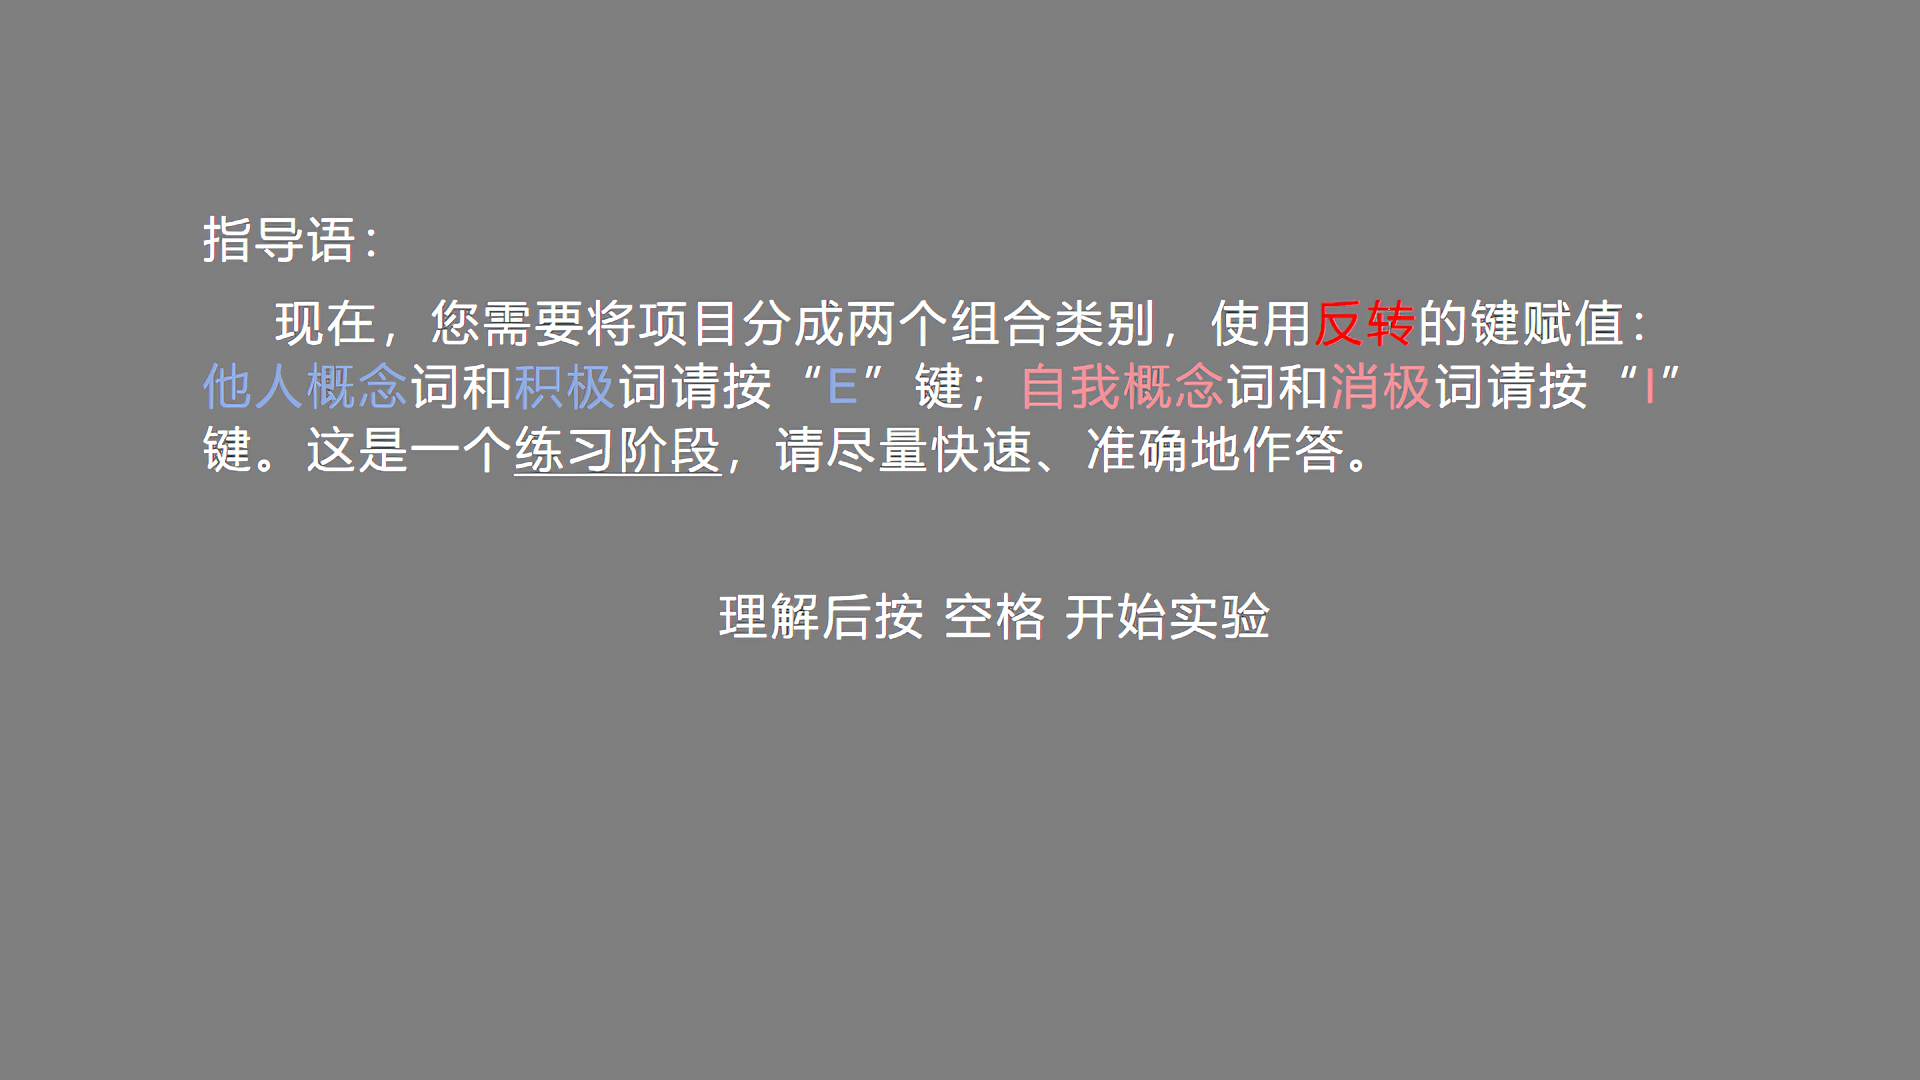 指导语：
现在，您需要将项目分成两个组合类别，使用反转的键赋值：
他人概念词和积极词请按“E”键；自我概念词和消极词请按“I”
键。这是一个练习阶段，请尽量快速、准确地作答。
理解后按 空格 开始实验